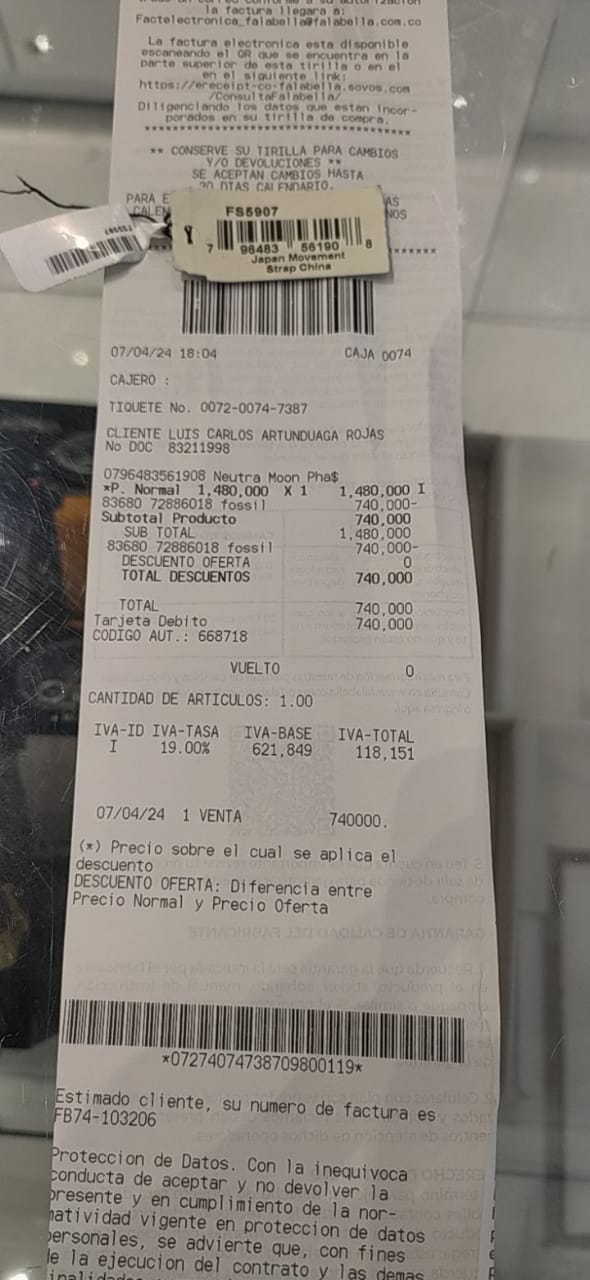 la factura llegara a:
Factelectronica_falabella@falabella.com.co
La factura electronica esta disponible
escaneando el QR que se encuentra en la
parte superior de esta tirilla o en el
en el siguiente link:
https://ereceipt-co-falabella.sovos.com
/ConsultaFalabella/
Diligenciando los datos que estan incor-
porados en su tirilla de compra.
** CONSERVE SU TIRILLA PARA CAMBIOS
Y/O DEVOLUCIONES **
SE ACEPTAN CAMBIOS HASTA
30 DIAS CALENDARIO.
PARA
FS5907
7 96483 56190 8
Japan Movement
Strap China
07/04/24 18:04 CAJA 0074
CAJERO :
TIQUETE No. 0072-0074-7387
CLIENTE LUIS CARLOS ARTUNDUAGA ROJAS
No DOC 83211998
0796483561908 Neutra Moon Pha$
*P. Normal 1,480,000 X 1 1,480,000 I
83680 72886018 fossil 740,000-
Subtotal Producto 740,000
SUB TOTAL 1,480,000
83680 72886018 fossil 740,000-
DESCUENTO OFERTA 0
TOTAL DESCUENTOS 740,000
TOTAL 740,000
Tarjeta Debito 740,000
CODIGO AUT.: 668718
VUELTO 0
CANTIDAD DE ARTICULOS: 1.00
IVA-ID IVA-TASA IVA-BASE IVA-TOTAL
I 19.00% 621,849 118,151
07/04/24 1 VENTA 740000.
(*) Precio sobre el cual se aplica el
descuento
DESCUENTO OFERTA: Diferencia entre
Precio Normal y Precio Oferta
*07274074738709800119*
Estimado cliente, su numero de factura es
FB74-103206
Proteccion de Datos. Con la inequivoca
conducta de aceptar y no devolver la
presente y en cumplimiento de la nor-
matividad vigente en proteccion de datos
personales, se advierte que, con fines
de la ejecucion del contrato y las demas